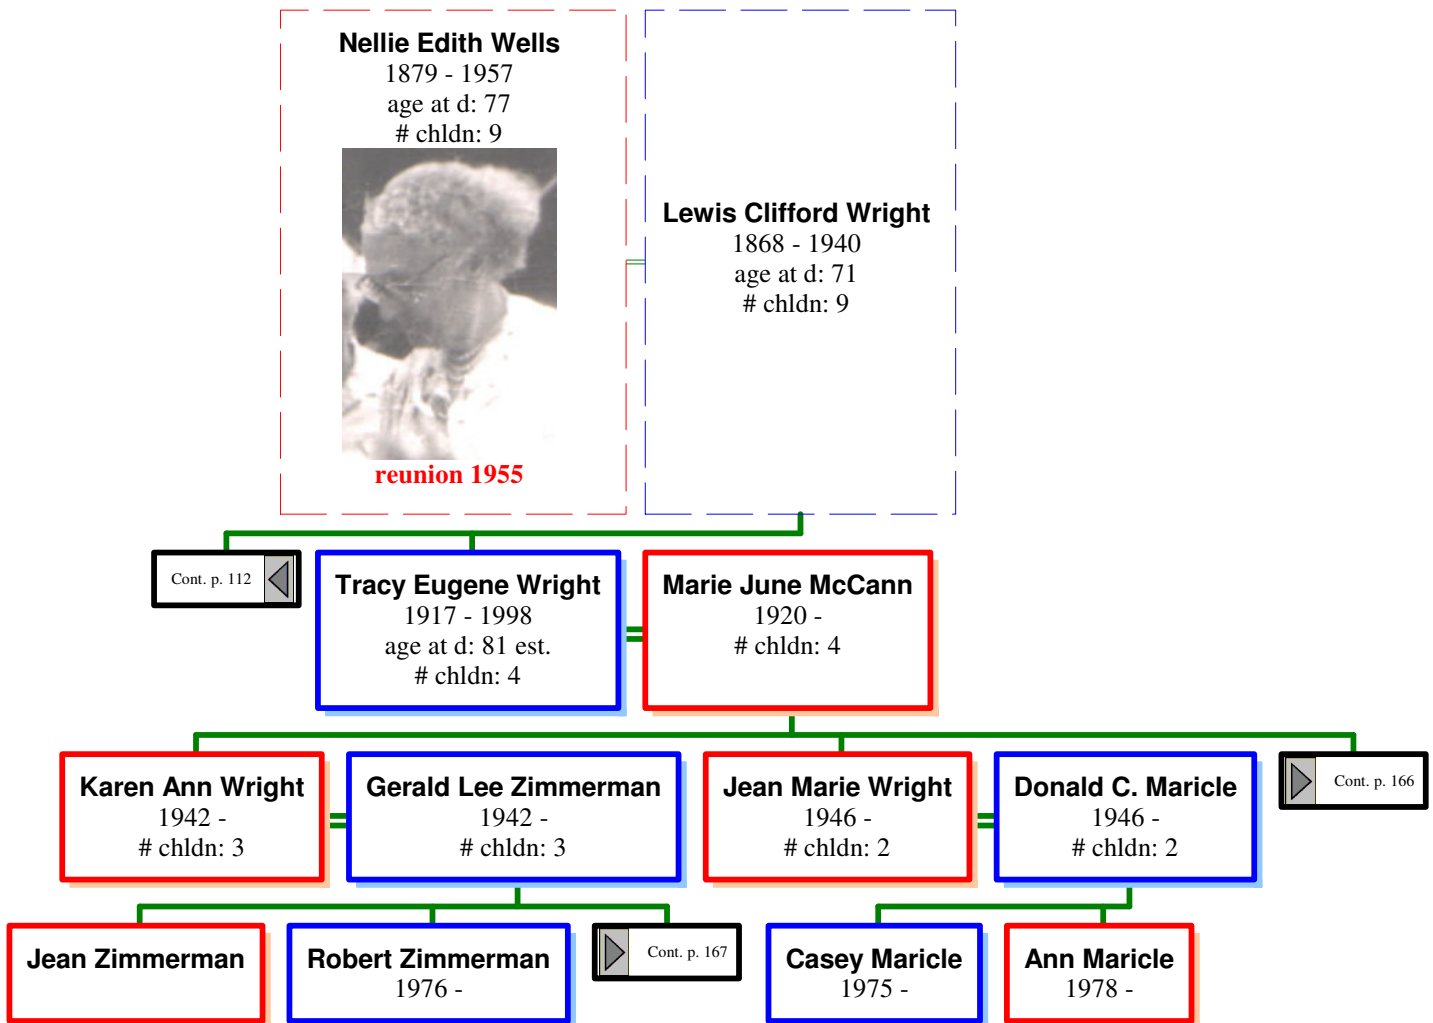 Nellie Edith Wells
1879 - 1957
age at d: 77
# chldn: 9
reunion 1955
Lewis Clifford Wright
1868 - 1940
age at d: 71
# chldn: 9
Cont. p. 112
Tracy Eugene Wright
1917 - 1998
age at d: 81 est.
# chldn: 4
Marie June McCann
1920 -
# chldn: 4
Karen Ann Wright
1942 -
# chldn: 3
Gerald Lee Zimmerman
1942 -
# chldn: 3
Jean Marie Wright
1946 -
# chldn: 2
Donald C. Maricle
1946 -
# chldn: 2
Cont. p. 166
Jean Zimmerman
Robert Zimmerman
1976 -
Cont. p. 167
Casey Maricle
1975 -
Ann Maricle
1978 -